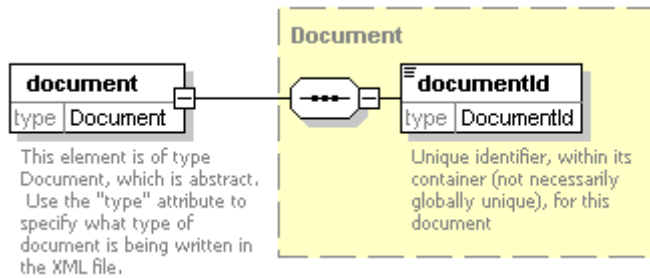 Document
document
type Document
documentId
type DocumentId
This element is of type
Document, which is abstract.
Use the "type" attribute to
specify what type of
document is being written in
the XML file.
Unique identifier, within its
container (not necessarily
globally unique), for this
document